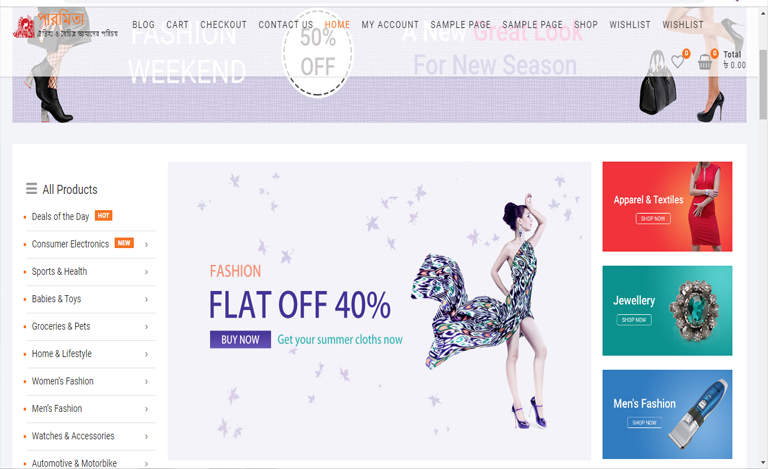 পারমিতা
ঐতিহ্য ও বৈচিত্র আমাদের পরিচয়
BLOG CART CHECKOUT CONTACT US HOME MY ACCOUNT SAMPLE PAGE SAMPLE PAGE SHOP WISHLIST WISHLIST
FASHION
WEEKEND
50%
OFF
A New Great Look
For New Season
0
0
Total
৳ 0.00
All Products
Deals of the Day HOT
Consumer Electronics NEW
Sports & Health
Babies & Toys
Groceries & Pets
Home & Lifestyle
Women's Fashion
Men's Fashion
Watches & Accessories
Automotive & Motorbike
FASHION
FLAT OFF 40%
BUY NOW Get your summer cloths now
Apparel & Textiles
SHOP NOW
Jewellery
SHOP NOW
Men's Fashion
SHOP NOW